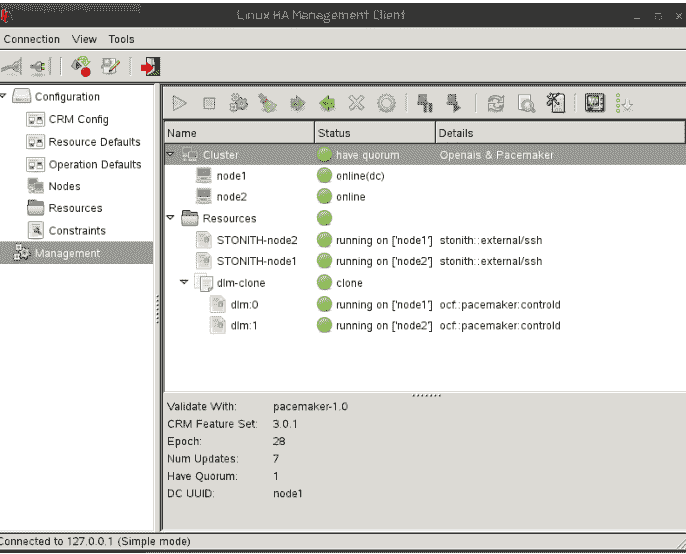 Linux HA Management Client
Connection View Tools
Configuration
CRM Config
Resource Defaults
Operation Defaults
Nodes
Resources
Constraints
Management
Name Status Details
Cluster have quorum Openais & Pacemaker
node1 online(dc)
node2 online
Resources
STONITH-node2 running on ['node1'] stonith::external/ssh
STONITH-node1 running on ['node2'] stonith::external/ssh
dlm-clone clone
dlm:0 running on ['node1'] ocf::pacemaker:controld
dlm:1 running on ['node2'] ocf::pacemaker:controld
Validate With: pacemaker-1.0
CRM Feature Set: 3.0.1
Epoch: 28
Num Updates: 7
Have Quorum: 1
DC UUID: node1
Connected to 127.0.0.1 (Simple mode)